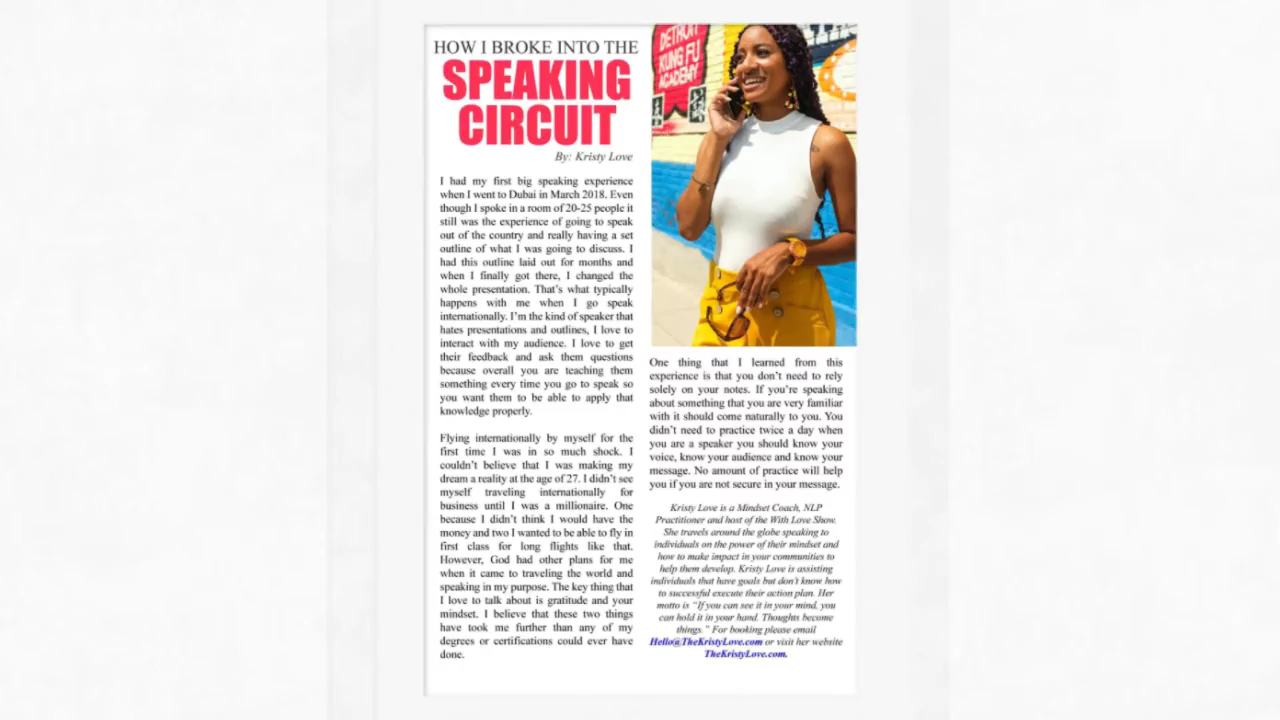 HOW I BROKE INTO THE
SPEAKING
CIRCUIT
By: Kristy Love
I had my first big speaking experience
when I went to Dubai in March 2018. Even
though I spoke in a room of 20-25 people it
still was the experience of going to speak
out of the country and really having a set
outline of what I was going to discuss. I
had this outline laid out for months and
when I finally got there, I changed the
whole presentation. That's what typically
happens with me when I go speak
internationally. I'm the kind of speaker that
hates presentations and outlines, I love to
interact with my audience. I love to get
their feedback and ask them questions
because overall you are teaching them
something every time you go to speak so
you want them to be able to apply that
knowledge properly.
Flying internationally by myself for the
first time I was in so much shock. I
couldn't believe that I was making my
dream a reality at the age of 27. I didn't see
myself traveling internationally for
business until I was a millionaire. One
because I didn't think I would have the
money and two I wanted to be able to fly in
first class for long flights like that.
However, God had other plans for me
when it came to traveling the world and
speaking in my purpose. The key thing that
I love to talk about is gratitude and your
mindset. I believe that these two things
have took me further than any of my
degrees or certifications could ever have
done.
DETROIT
KUNG FU
ACADEMY
One thing that I learned from this
experience is that you don't need to rely
solely on your notes. If you're speaking
about something that you are very familiar
with it should come naturally to you. You
didn't need to practice twice a day when
you are a speaker you should know your
voice, know your audience and know your
message. No amount of practice will help
you if you are not secure in your message.
Kristy Love is a Mindset Coach, NLP
Practitioner and host of the With Love Show.
She travels around the globe speaking to
individuals on the power of their mindset and
how to make impact in your communities to
help them develop. Kristy Love is assisting
individuals that have goals but don't know how
to successful execute their action plan. Her
motto is "If you can see it in your mind, you
can hold it in your hand. Thoughts become
things." For booking please email
Hello@TheKristyLove.com or visit her website
TheKristyLove.com.